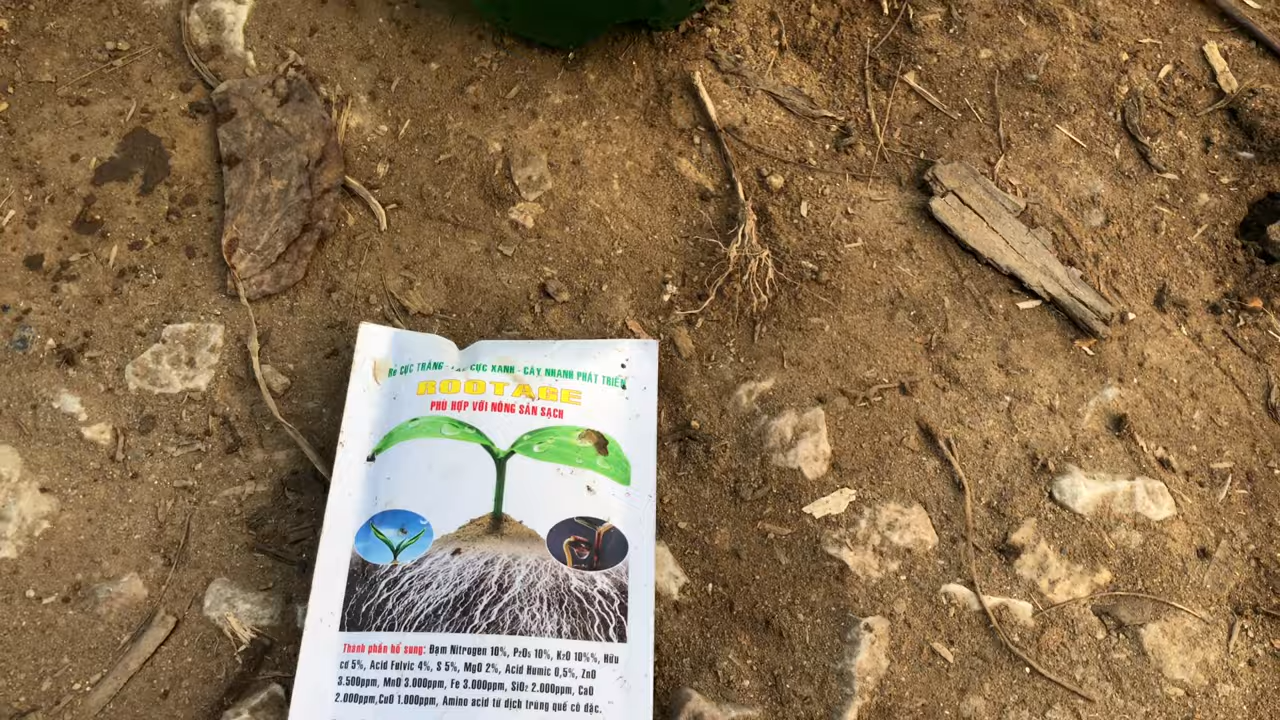 RỄ CỰC TRẮNG - CỰC XANH - CÂY NHANH PHÁT TRIỂN
ROOTAGE
PHÙ HỢP VỚI NÔNG SẢN SẠCH
Thành phần bổ sung: Đạm Nitrogen 10%, P2O5 10%, K2O 10%%, Hữu
cơ 5%, Acid Fulvic 4%, S 5%, MgO 2%, Acid Humic 0,5%, ZnO
3.500ppm, MnO 3.000ppm, Fe 3.000ppm, SiO2 2.000ppm, CaO
2.000ppm,CuO 1.000ppm, Amino acid từ dịch trùng quế cô đặc.